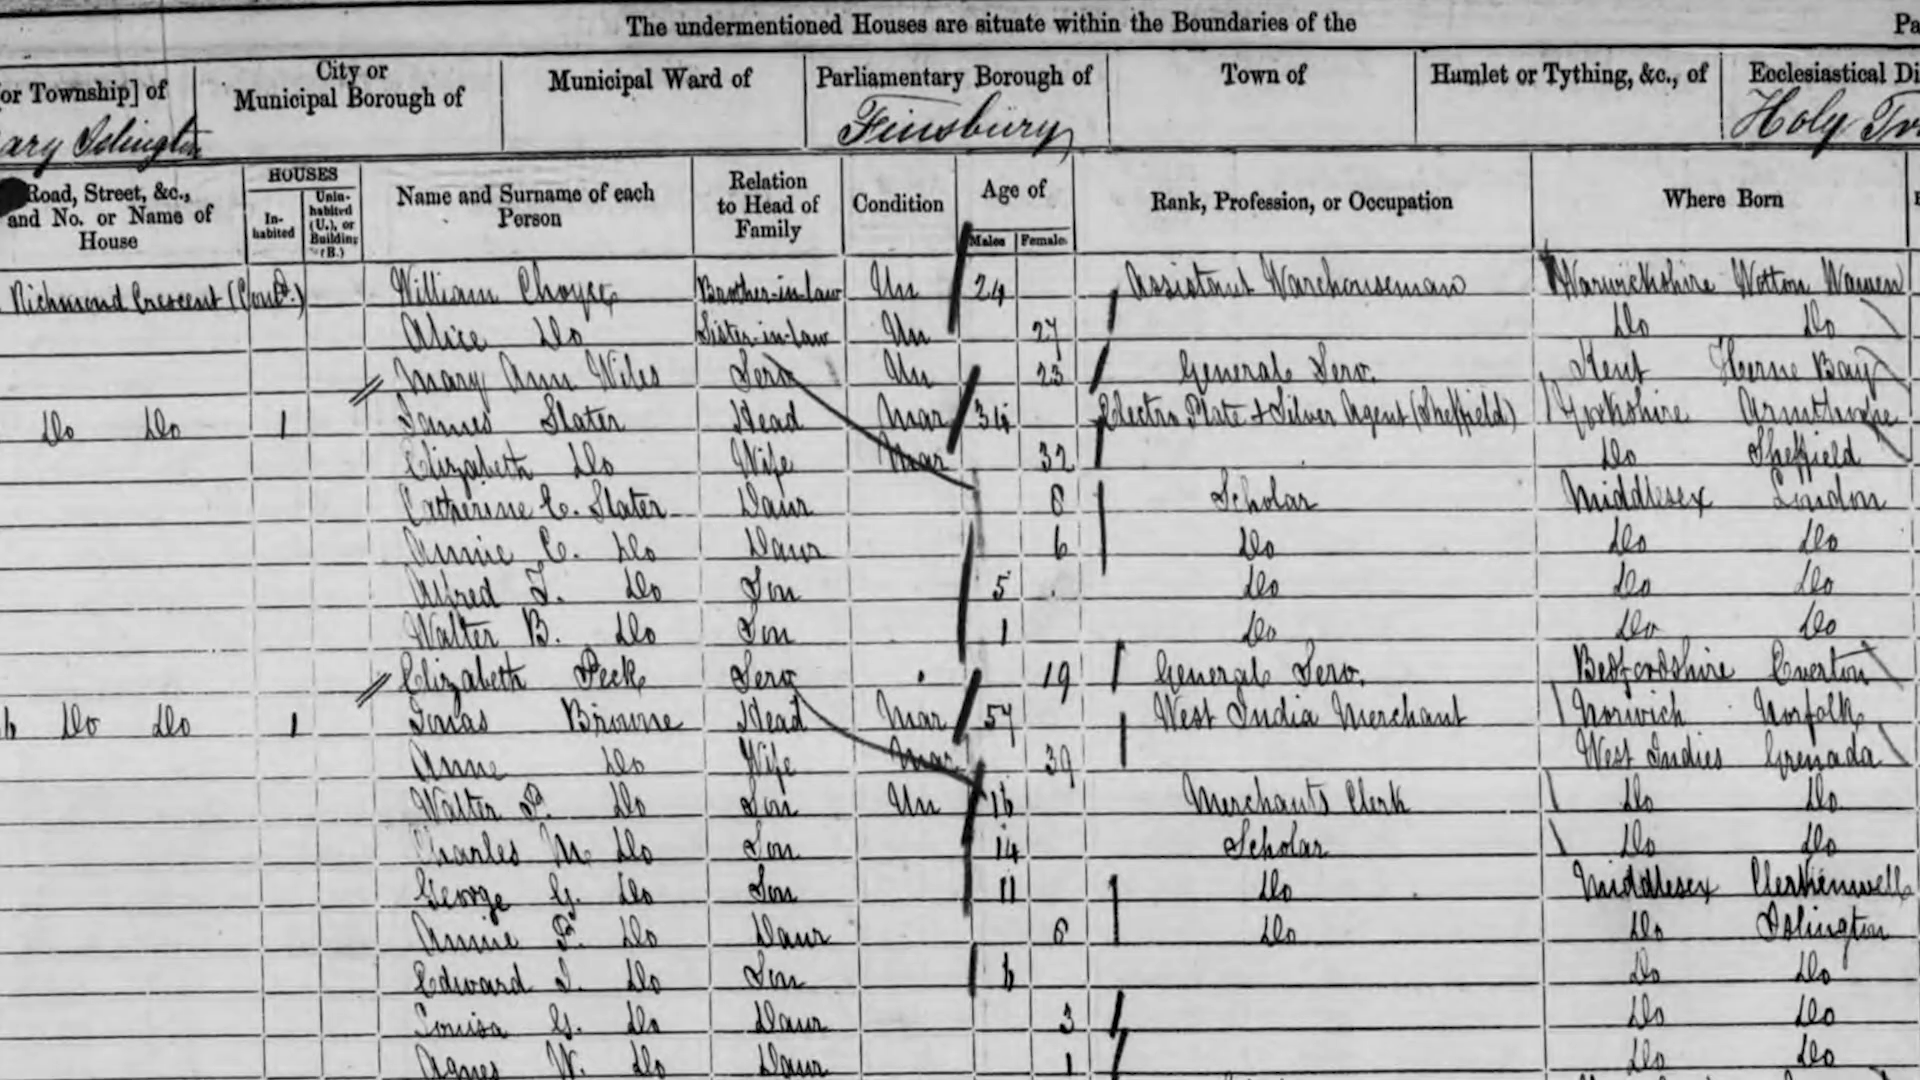 The undermentioned Houses are situate within the Boundaries of the
or Township] of City or Municipal Borough of Municipal Ward of Parliamentary Borough of Town of Hamlet or Tything, &c., of Ecclesiastical Di
ary Islington Finsbury Holy Tr
Road, Street, &c., and No. or Name of House HOUSES Inhabited Uninhabited (U.), or Building (B.) Name and Surname of each Person Relation to Head of Family Condition Age of Males Females Rank, Profession, or Occupation Where Born
Richmond Crescent (Cont.) William Choyce Brother-in-law Un 24 Assistant Warehouseman Warwickshire Wotton Wawen
Alice Do Sister-in-law Un 27 Do Do
Mary Ann Wiles Serv Un 23 General Serv. Kent Herne Bay
Do Do 1 James Slater Head Mar 34 Electro Plate & Silver Agent (Sheffield) Yorkshire
Elizabeth Do Wife Mar 32 Do Sheffield
Catherine C. Slater Daur 8 Scholar Middlesex London
Annie C. Do Daur 6 Do Do Do
Alfred F. Do Son 5 Do Do Do
Walter B. Do Son 1 Do Do Do
Elizabeth Peck Serv 19 General Serv. Bedfordshire Everton
6 Do Do 1 Jonas Browne Head Mar 57 West India Merchant Norwich Norfolk
Anne Do Wife Mar 39 West Indies Grenada
Walter P. Do Son Un 16 Merchants Clerk Do Do
Charles M. Do Son 14 Scholar Do Do
George G. Do Son 11 Do Middlesex Clerkenwell
Annie P. Do Daur 8 Do Do Islington
Edward J. Do Son 6 Do Do
Louisa G. Do Daur 3 Do Do
Agnes W. Do Daur 1 Do Do